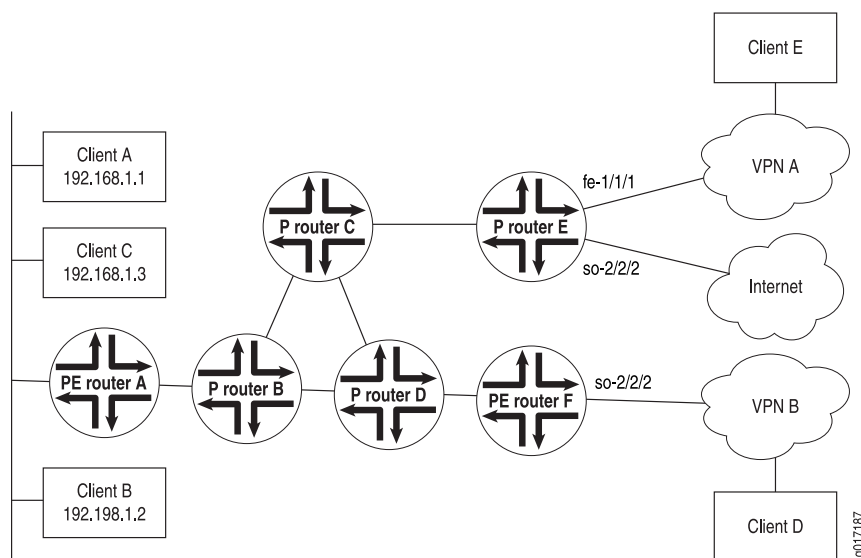 Client E
VPN A
Client A
192.168.1.1
fe-1/1/1
P router C
P router E
Client C
192.168.1.3
so-2/2/2
Internet
PE router A
P router B
P router D
PE router F
so-2/2/2
VPN B
Client B
192.198.1.2
Client D
g017187